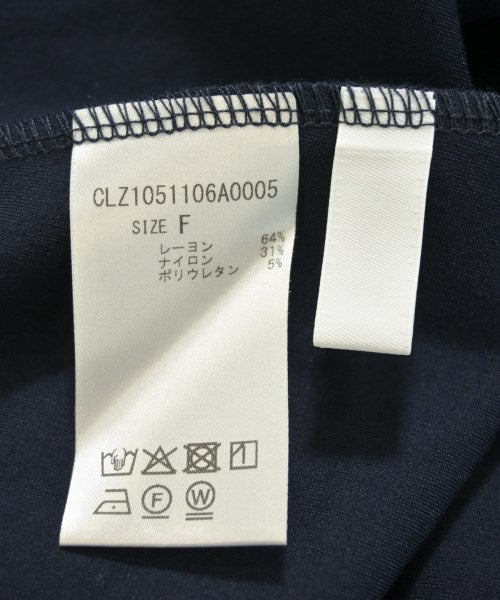 CLZ1051106A0005
SIZE F
レーヨン 64%
ナイロン 31%
ポリウレタン 5%
F W